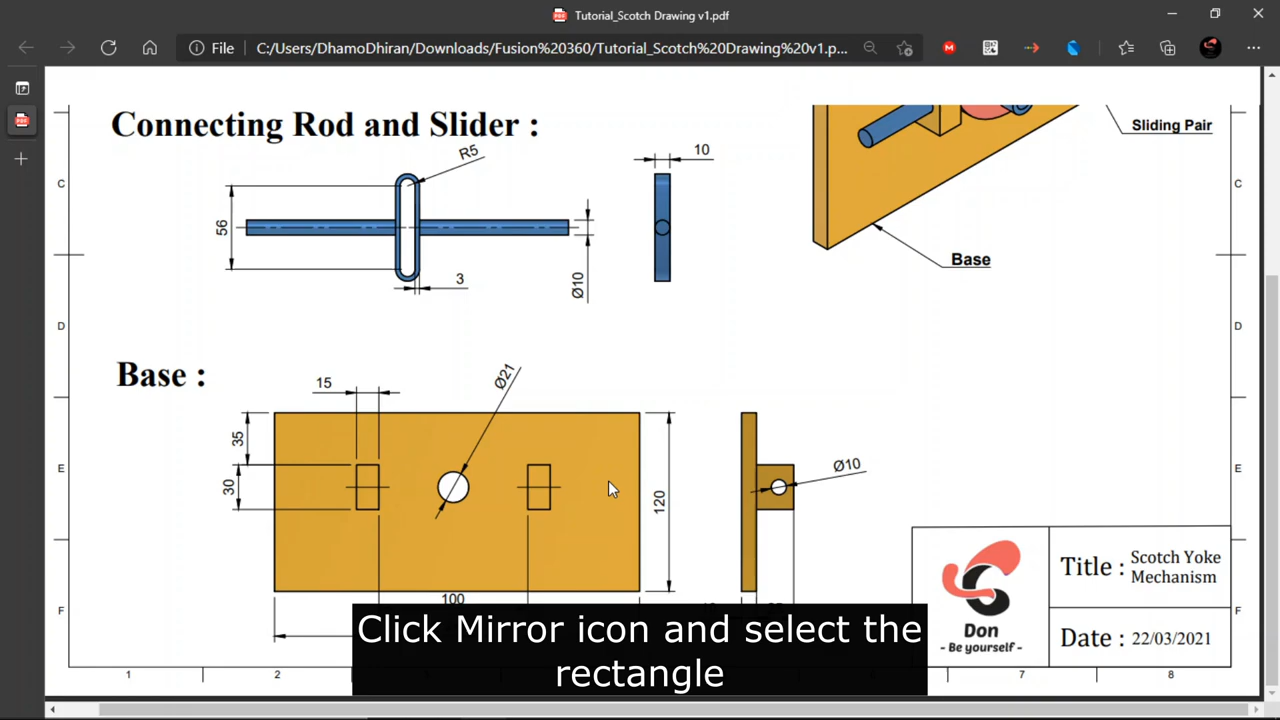 Tutorial_Scotch Drawing v1.pdf
File
C:/Users/DhamoDhiran/Downloads/Fusion%20360/Tutorial_Scotch%20Drawing%20v1.p...
Connecting Rod and Slider :
Sliding Pair
R5
10
C
C
56
Base
3
Ø10
D
D
Base :
15
Ø21
35
30
120
Ø10
E
E
100
Title : Scotch Yoke
Mechanism
Don
- Be yourself -
Date : 22/03/2021
F
F
Click Mirror icon and select the
rectangle
1
2
7
8